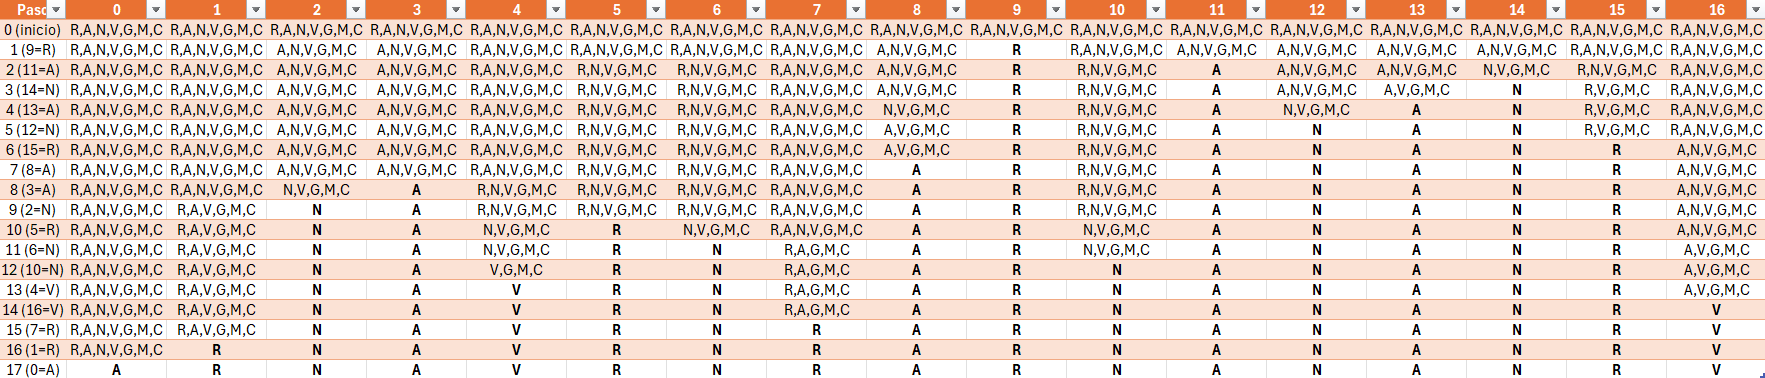 Paso 0 1 2 3 4 5 6 7 8 9 10 11 12 13 14 15 16
0 (inicio) R,A,N,V,G,M,C R,A,N,V,G,M,C R,A,N,V,G,M,C R,A,N,V,G,M,C R,A,N,V,G,M,C R,A,N,V,G,M,C R,A,N,V,G,M,C R,A,N,V,G,M,C R,A,N,V,G,M,C R,A,N,V,G,M,C R,A,N,V,G,M,C R,A,N,V,G,M,C R,A,N,V,G,M,C R,A,N,V,G,M,C R,A,N,V,G,M,C R,A,N,V,G,M,C R,A,N,V,G,M,C
1 (9=R) R,A,N,V,G,M,C R,A,N,V,G,M,C A,N,V,G,M,C A,N,V,G,M,C R,A,N,V,G,M,C R,A,N,V,G,M,C R,A,N,V,G,M,C R,A,N,V,G,M,C A,N,V,G,M,C R R,A,N,V,G,M,C A,N,V,G,M,C A,N,V,G,M,C A,N,V,G,M,C A,N,V,G,M,C R,A,N,V,G,M,C R,A,N,V,G,M,C
2 (11=A) R,A,N,V,G,M,C R,A,N,V,G,M,C A,N,V,G,M,C A,N,V,G,M,C R,A,N,V,G,M,C R,N,V,G,M,C R,N,V,G,M,C R,A,N,V,G,M,C A,N,V,G,M,C R R,N,V,G,M,C A A,N,V,G,M,C A,N,V,G,M,C N,V,G,M,C R,N,V,G,M,C R,A,N,V,G,M,C
3 (14=N) R,A,N,V,G,M,C R,A,N,V,G,M,C A,N,V,G,M,C A,N,V,G,M,C R,A,N,V,G,M,C R,N,V,G,M,C R,N,V,G,M,C R,A,N,V,G,M,C A,N,V,G,M,C R R,N,V,G,M,C A A,N,V,G,M,C A,V,G,M,C N R,V,G,M,C R,A,N,V,G,M,C
4 (13=A) R,A,N,V,G,M,C R,A,N,V,G,M,C A,N,V,G,M,C A,N,V,G,M,C R,A,N,V,G,M,C R,N,V,G,M,C R,N,V,G,M,C R,A,N,V,G,M,C N,V,G,M,C R R,N,V,G,M,C A N,V,G,M,C A N R,V,G,M,C R,A,N,V,G,M,C
5 (12=N) R,A,N,V,G,M,C R,A,N,V,G,M,C A,N,V,G,M,C A,N,V,G,M,C R,A,N,V,G,M,C R,N,V,G,M,C R,N,V,G,M,C R,A,N,V,G,M,C A,V,G,M,C R R,N,V,G,M,C A N A N R,V,G,M,C R,A,N,V,G,M,C
6 (15=R) R,A,N,V,G,M,C R,A,N,V,G,M,C A,N,V,G,M,C A,N,V,G,M,C R,A,N,V,G,M,C R,N,V,G,M,C R,N,V,G,M,C R,A,N,V,G,M,C A,V,G,M,C R R,N,V,G,M,C A N A N R A,N,V,G,M,C
7 (8=A) R,A,N,V,G,M,C R,A,N,V,G,M,C A,N,V,G,M,C A,N,V,G,M,C R,A,N,V,G,M,C R,N,V,G,M,C R,N,V,G,M,C R,A,N,V,G,M,C A R R,N,V,G,M,C A N A N R A,N,V,G,M,C
8 (3=A) R,A,N,V,G,M,C R,A,N,V,G,M,C N,V,G,M,C A R,N,V,G,M,C R,N,V,G,M,C R,N,V,G,M,C R,A,N,V,G,M,C A R R,N,V,G,M,C A N A N R A,N,V,G,M,C
9 (2=N) R,A,N,V,G,M,C R,A,V,G,M,C N A R,N,V,G,M,C R,N,V,G,M,C R,N,V,G,M,C R,A,N,V,G,M,C A R R,N,V,G,M,C A N A N R A,N,V,G,M,C
10 (5=R) R,A,N,V,G,M,C R,A,V,G,M,C N A N,V,G,M,C R N,V,G,M,C R,A,N,V,G,M,C A R N,V,G,M,C A N A N R A,N,V,G,M,C
11 (6=N) R,A,N,V,G,M,C R,A,V,G,M,C N A N,V,G,M,C R N R,A,G,M,C A R N,V,G,M,C A N A N R A,V,G,M,C
12 (10=N) R,A,N,V,G,M,C R,A,V,G,M,C N A V,G,M,C R N R,A,G,M,C A R N A N A N R A,V,G,M,C
13 (4=V) R,A,N,V,G,M,C R,A,V,G,M,C N A V R N R,A,G,M,C A R N A N A N R A,V,G,M,C
14 (16=V) R,A,N,V,G,M,C R,A,V,G,M,C N A V R N R,A,G,M,C A R N A N A N R V
15 (7=R) R,A,N,V,G,M,C R,A,V,G,M,C N A V R N R A R N A N A N R V
16 (1=R) R,A,N,V,G,M,C R N A V R N R A R N A N A N R V
17 (0=A) A R N A V R N R A R N A N A N R V